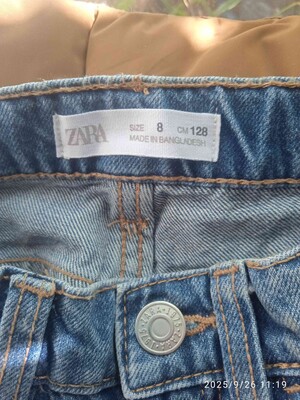 ZARA
SIZE 8 CM 128
MADE IN BANGLADESH
2025/9/26 11:19